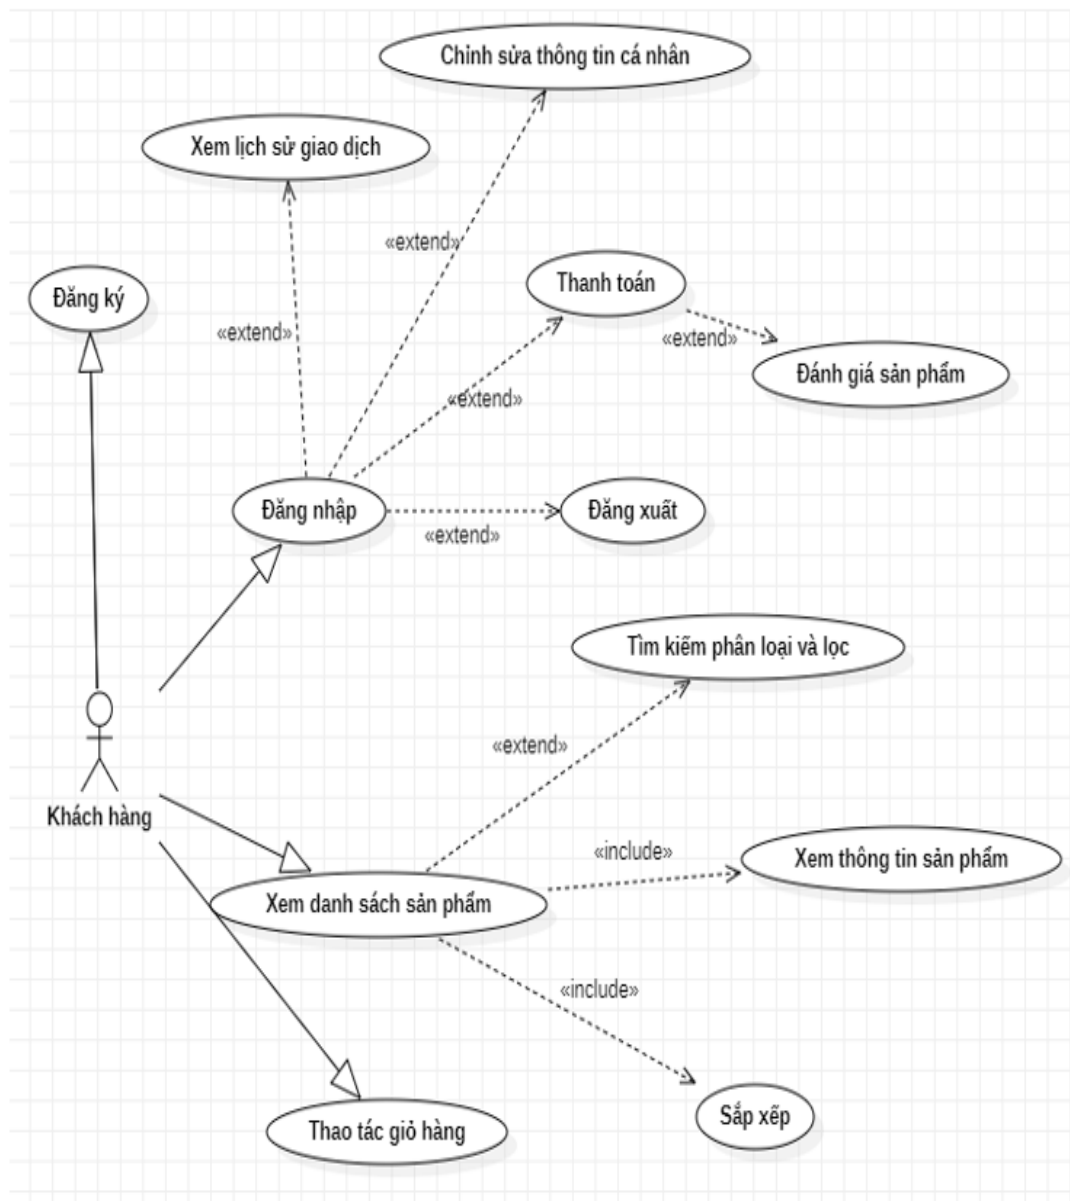 Chỉnh sửa thông tin cá nhân
Xem lịch sử giao dịch
«extend»
Đăng ký
Thanh toán
«extend»
«extend»
Đánh giá sản phẩm
«extend»
Đăng nhập
Đăng xuất
«extend»
Tìm kiếm phân loại và lọc
«extend»
Khách hàng
«include»
Xem thông tin sản phẩm
Xem danh sách sản phẩm
«include»
Sắp xếp
Thao tác giỏ hàng